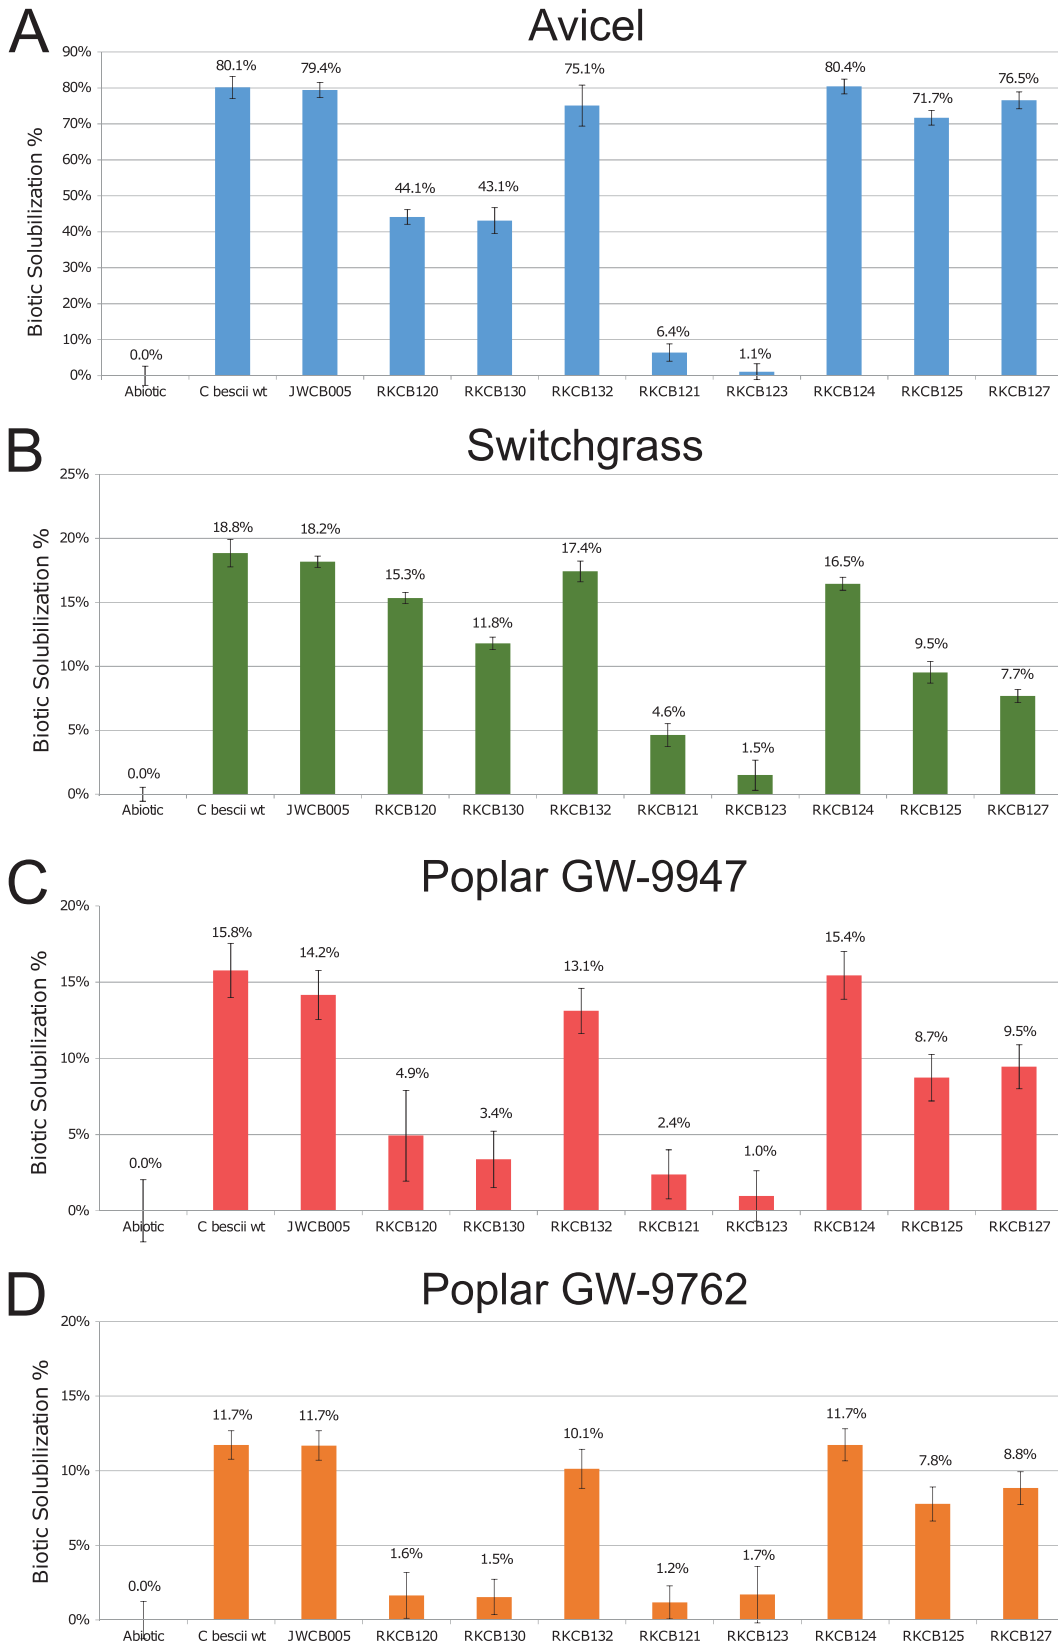 A
Avicel
Biotic Solubilization %
90%
80%
70%
60%
50%
40%
30%
20%
10%
0%
0.0%
80.1%
79.4%
44.1%
43.1%
75.1%
6.4%
1.1%
80.4%
71.7%
76.5%
Abiotic
C bescii wt
JWCB005
RKCB120
RKCB130
RKCB132
RKCB121
RKCB123
RKCB124
RKCB125
RKCB127
B
Switchgrass
Biotic Solubilization %
25%
20%
15%
10%
5%
0%
0.0%
18.8%
18.2%
15.3%
11.8%
17.4%
4.6%
1.5%
16.5%
9.5%
7.7%
Abiotic
C bescii wt
JWCB005
RKCB120
RKCB130
RKCB132
RKCB121
RKCB123
RKCB124
RKCB125
RKCB127
C
Poplar GW-9947
Biotic Solubilization %
20%
15%
10%
5%
0%
0.0%
15.8%
14.2%
4.9%
3.4%
13.1%
2.4%
1.0%
15.4%
8.7%
9.5%
Abiotic
C bescii wt
JWCB005
RKCB120
RKCB130
RKCB132
RKCB121
RKCB123
RKCB124
RKCB125
RKCB127
D
Poplar GW-9762
Biotic Solubilization %
20%
15%
10%
5%
0%
0.0%
11.7%
11.7%
1.6%
1.5%
10.1%
1.2%
1.7%
11.7%
7.8%
8.8%
Abiotic
C bescii wt
JWCB005
RKCB120
RKCB130
RKCB132
RKCB121
RKCB123
RKCB124
RKCB125
RKCB127